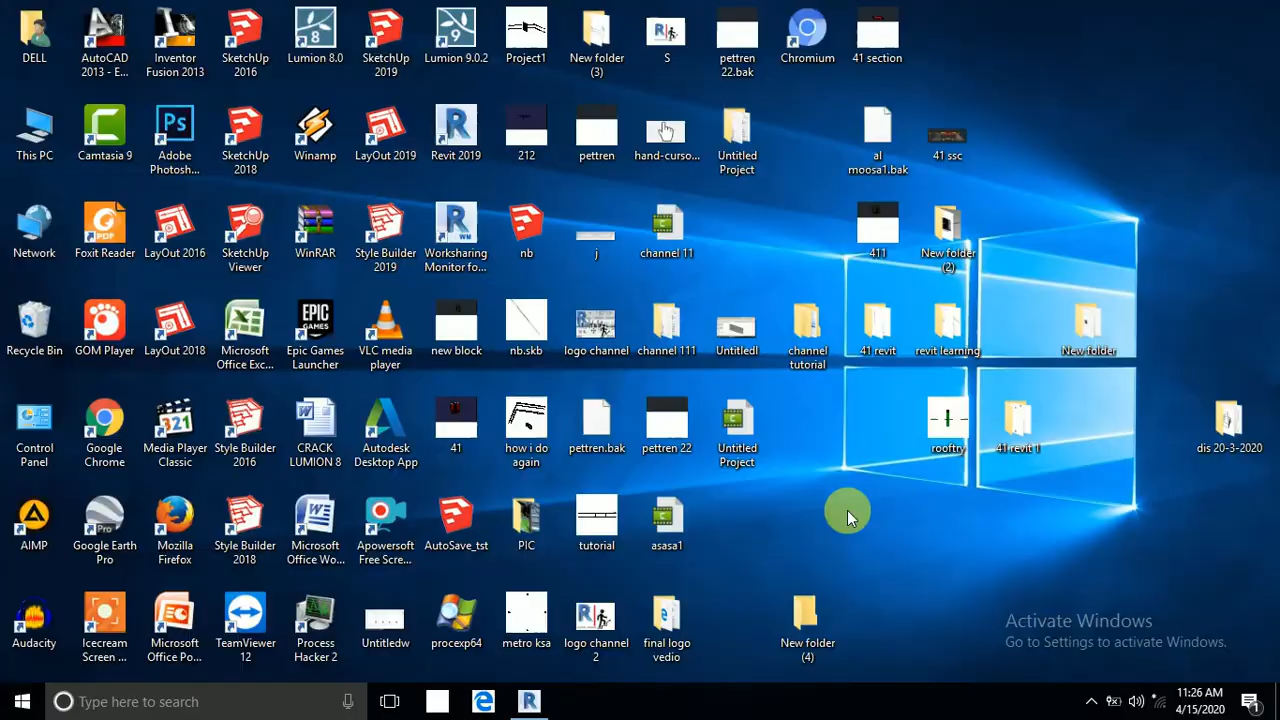 DELL
AutoCAD
2013 - E...
Inventor
Fusion 2013
SketchUp
2016
Lumion 8.0
SketchUp
2019
Lumion 9.0.2
Project1
New folder
(3)
S
pettren
22.bak
Chromium
41 section
This PC
Camtasia 9
Adobe
Photosh...
SketchUp
2018
Winamp
LayOut 2019
Revit 2019
212
pettren
hand-curso...
Untitled
Project
al
moosa1.bak
41 ssc
Network
Foxit Reader
LayOut 2016
SketchUp
Viewer
WinRAR
Style Builder
2019
Worksharing
Monitor fo...
nb
j
channel 11
411
New folder
(2)
Recycle Bin
GOM Player
LayOut 2018
Microsoft
Office Exc...
EPIC
GAMES
Epic Games
Launcher
VLC media
player
new block
nb.skb
logo channel
channel 111
Untitledl
channel
tutorial
41 revit
revit learning
New folder
Control
Panel
Google
Chrome
Media Player
Classic
Style Builder
2016
CRACK
LUMION 8
Autodesk
Desktop App
41
how i do
again
pettren.bak
pettren 22
Untitled
Project
rooftry
41 revit 1
dis 20-3-2020
AIMP
Google Earth
Pro
Mozilla
Firefox
Style Builder
2018
Microsoft
Office Wo...
Apowersoft
Free Scre...
AutoSave_tst
PIC
tutorial
asasa1
Audacity
Icecream
Screen ...
Microsoft
Office Po...
TeamViewer
12
Process
Hacker 2
Untitledw
procexp64
metro ksa
logo channel
2
final logo
vedio
New folder
(4)
Activate Windows
Go to Settings to activate Windows.
Type here to search
11:26 AM
4/15/2020